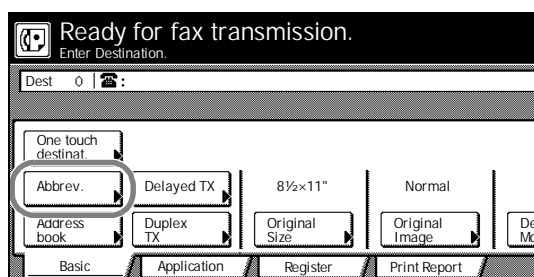 Ready for fax transmission.
Enter Destination.
Dest 0 :
One touch
destinat.
Abbrev. Delayed TX 8½×11" Normal
Address
book
Duplex
TX
Original
Size
Original
Image
Basic Application Register Print Report